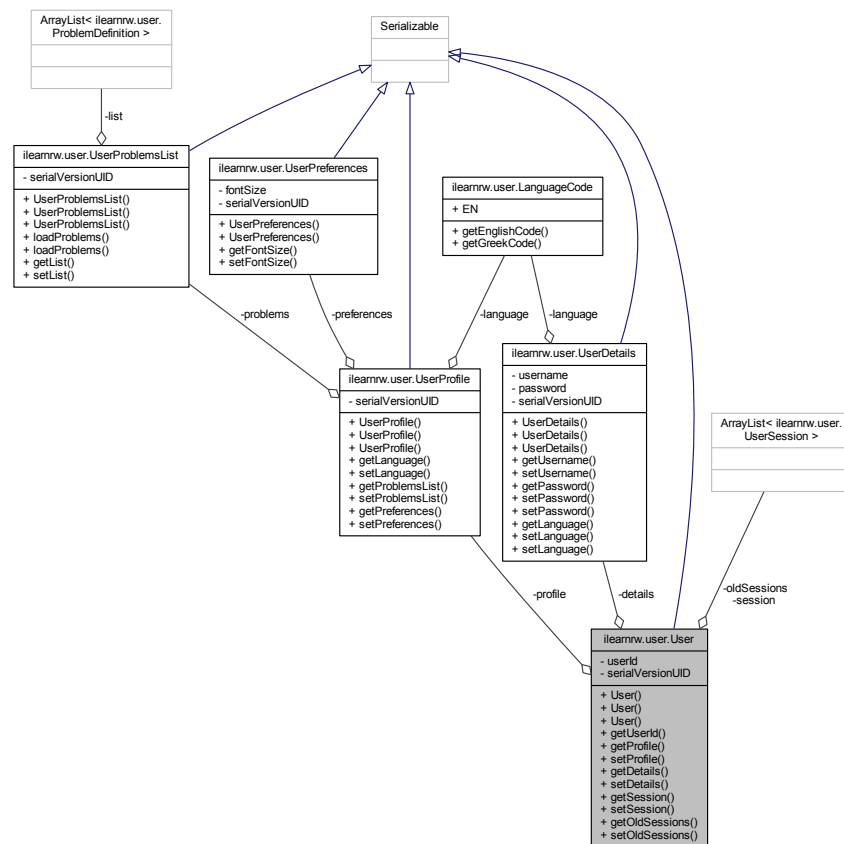 ArrayList< ilearnrw.user.
ProblemDefinition >
Serializable
-list
ilearnrw.user.UserProblemsList
- serialVersionUID
+ UserProblemsList()
+ UserProblemsList()
+ UserProblemsList()
+ loadProblems()
+ loadProblems()
+ getList()
+ setList()
ilearnrw.user.UserPreferences
- fontSize
- serialVersionUID
+ UserPreferences()
+ UserPreferences()
+ getFontSize()
+ setFontSize()
ilearnrw.user.LanguageCode
+ EN
+ getEnglishCode()
+ getGreekCode()
-problems
-preferences
-language
-language
ilearnrw.user.UserProfile
- serialVersionUID
+ UserProfile()
+ UserProfile()
+ UserProfile()
+ getLanguage()
+ setLanguage()
+ getProblemsList()
+ setProblemsList()
+ getPreferences()
+ setPreferences()
ilearnrw.user.UserDetails
- username
- password
- serialVersionUID
+ UserDetails()
+ UserDetails()
+ UserDetails()
+ getUsername()
+ setUsername()
+ getPassword()
+ setPassword()
+ setPassword()
+ getLanguage()
+ setLanguage()
+ setLanguage()
ArrayList< ilearnrw.user.
UserSession >
-profile
-details
-oldSessions
-session
ilearnrw.user.User
- userId
- serialVersionUID
+ User()
+ User()
+ User()
+ getUserId()
+ getProfile()
+ setProfile()
+ getDetails()
+ setDetails()
+ getSession()
+ setSession()
+ getOldSessions()
+ setOldSessions()